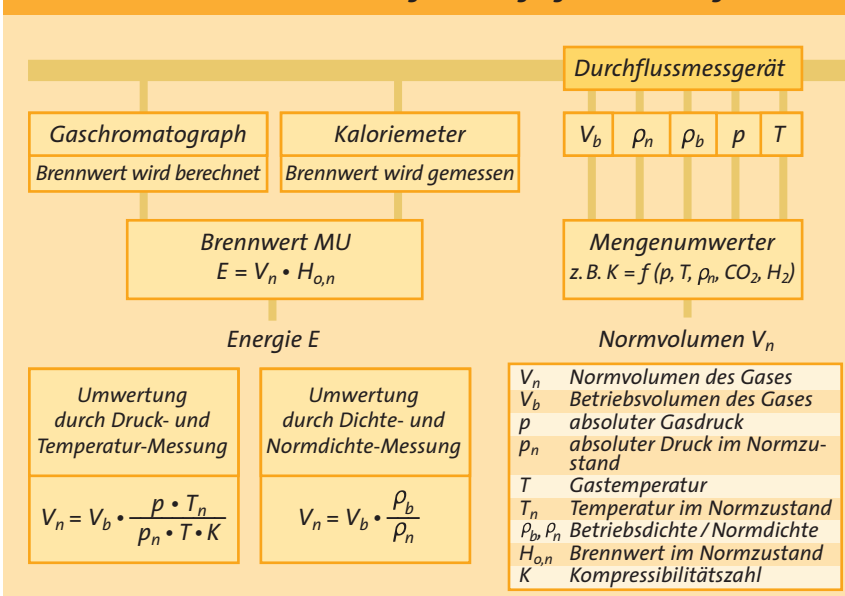 Durchflussmessgerät
Gaschromatograph
Brennwert wird berechnet
Kaloriemeter
Brennwert wird gemessen
V_b ρ_n ρ_b p T
Brennwert MU
E = V_n • H_o,n
Mengenumwerter
z. B. K = f (p, T, ρ_n, CO_2, H_2)
Energie E
Normvolumen V_n
Umwertung
durch Druck- und
Temperatur-Messung
V_n = V_b • (p • T_n) / (p_n • T • K)
Umwertung
durch Dichte- und
Normdichte-Messung
V_n = V_b • ρ_b / ρ_n
V_n Normvolumen des Gases
V_b Betriebsvolumen des Gases
p absoluter Gasdruck
p_n absoluter Druck im Normzu-
stand
T Gastemperatur
T_n Temperatur im Normzustand
ρ_b, ρ_n Betriebsdichte / Normdichte
H_o,n Brennwert im Normzustand
K Kompressibilitätszahl